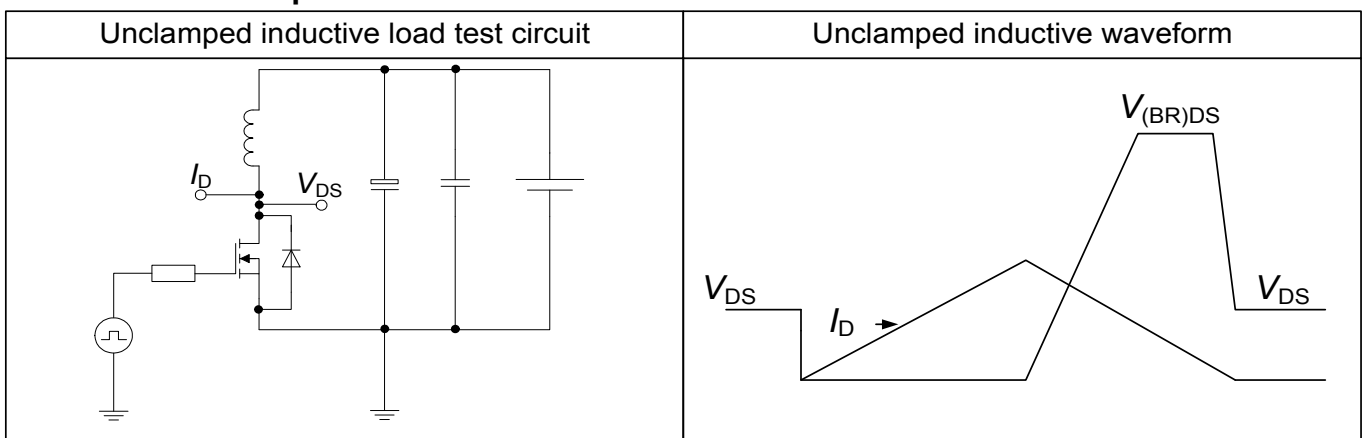 Unclamped inductive load test circuit
Unclamped inductive waveform
V(BR)DS
ID
VDS
VDS
ID
VDS